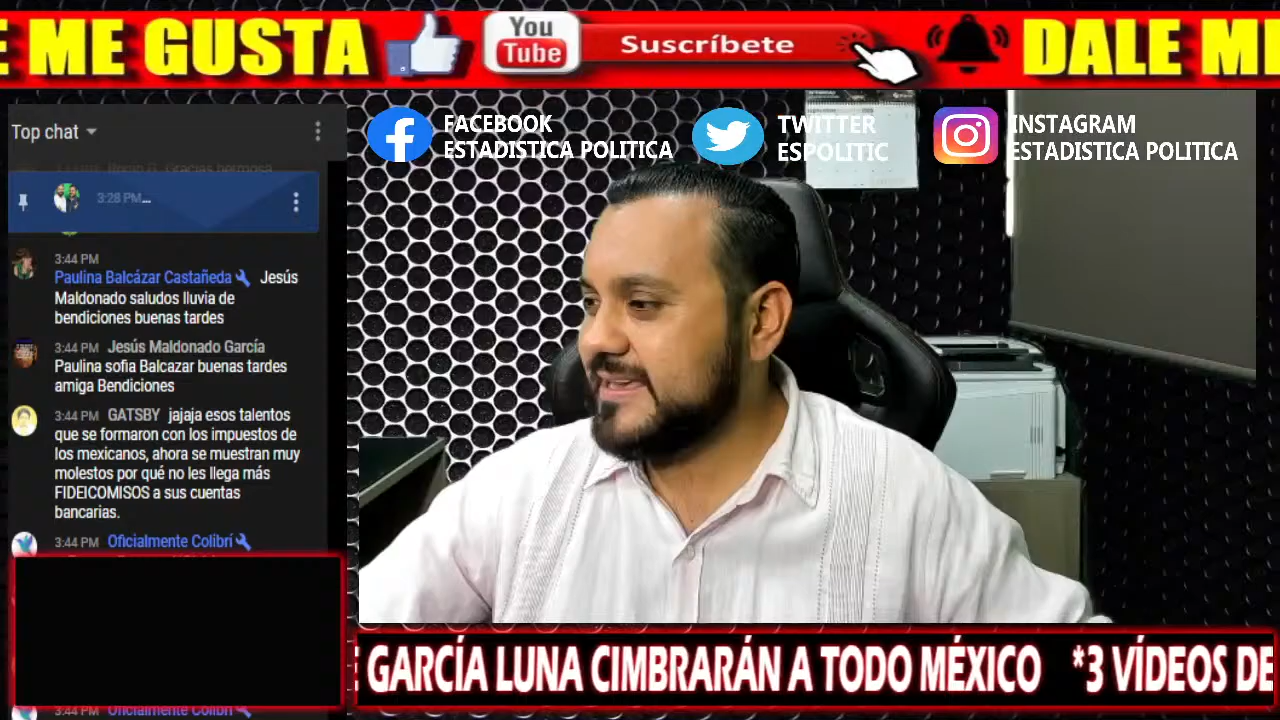 E ME GUSTA
You
Tube
Suscríbete
DALE ME
Top chat
FACEBOOK
ESTADISTICA POLITICA
TWITTER
ESPOLITIC
INSTAGRAM
ESTADISTICA POLITICA
Gracias hermosa
3:28 PM...
3:44 PM
Paulina Balcázar Castañeda Jesús
Maldonado saludos lluvia de
bendiciones buenas tardes
3:44 PM Jesús Maldonado García
Paulina sofia Balcazar buenas tardes
amiga Bendiciones
3:44 PM GATSBY jajaja esos talentos
que se formaron con los impuestos de
los mexicanos, ahora se muestran muy
molestos por qué no les llega más
FIDEICOMISOS a sus cuentas
bancarias.
3:44 PM Oficialmente Colibrí
3:44 PM Oficialmente Colibrí
E GARCÍA LUNA CIMBRARÁN A TODO MÉXICO *3 VÍDEOS DE